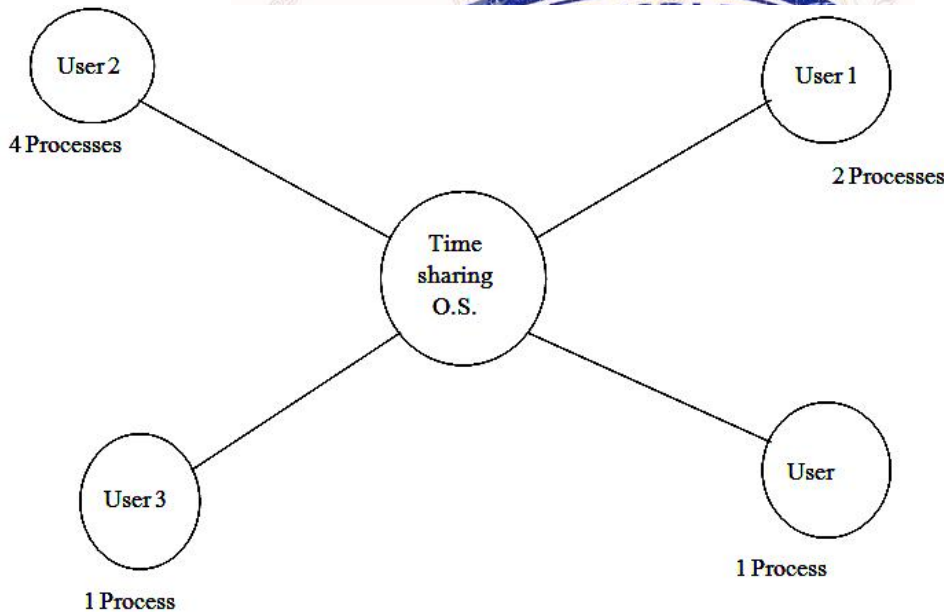 User 2
User 1
4 Processes
2 Processes
Time
sharing
O.S.
User 3
User
1 Process
1 Process